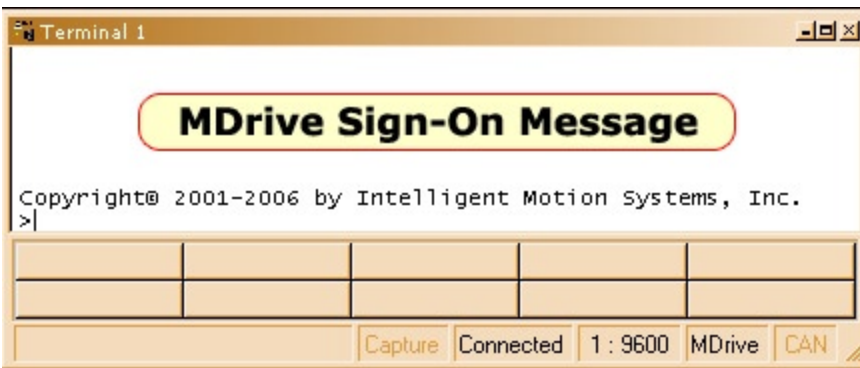 Terminal 1
MDrive Sign-On Message
Copyright® 2001-2006 by Intelligent Motion Systems, Inc.
>
Capture Connected 1 : 9600 MDrive CAN